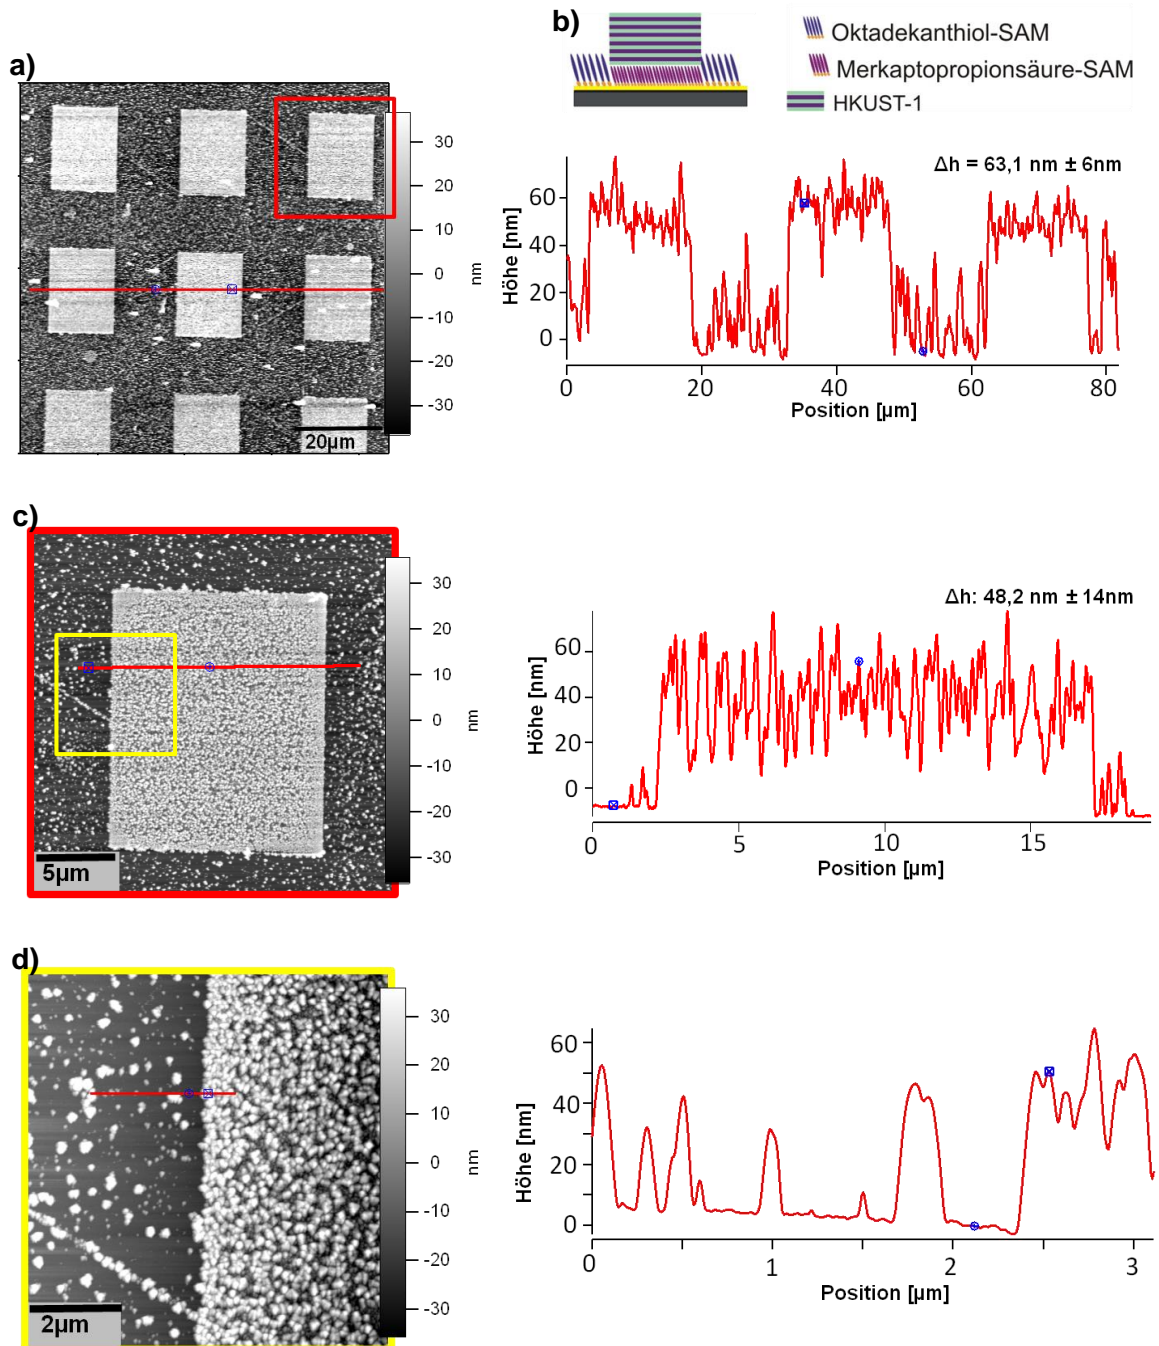 a)
30
20
10
0
-10
-20
-30
nm
20µm
b)
Oktadekanthiol-SAM
Merkaptopropionsäure-SAM
HKUST-1
Δh = 63,1 nm ± 6nm
Höhe [nm]
60
40
20
0
0 20 40 60 80
Position [µm]
c)
30
20
10
0
-10
-20
-30
nm
5µm
Δh: 48,2 nm ± 14nm
Höhe [nm]
60
40
20
0
0 5 10 15
Position [µm]
d)
30
20
10
0
-10
-20
-30
nm
2µm
Höhe [nm]
60
40
20
0
0 1 2 3
Position [µm]